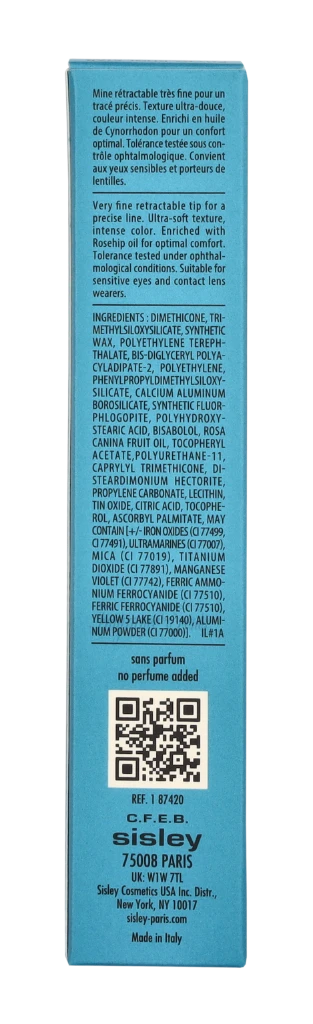 Mine rétractable très fine pour un
tracé précis. Texture ultra-douce,
couleur intense. Enrichi en huile
de Cynorrhodon pour un confort
optimal. Tolérance testée sous con-
trôle ophtalmologique. Convient
aux yeux sensibles et porteurs de
lentilles.
Very fine retractable tip for a
precise line. Ultra-soft texture,
intense color. Enriched with
Rosehip oil for optimal comfort.
Tolerance tested under ophthal-
mological conditions. Suitable for
sensitive eyes and contact lens
wearers.
INGREDIENTS : DIMETHICONE, TRI-
METHYLSILOXYSILICATE, SYNTHETIC
WAX, POLYETHYLENE TEREPH-
THALATE, BIS-DIGLYCERYL POLYA-
CYLADIPATE-2, POLYETHYLENE,
PHENYLPROPYLDIMETHYLSILOXY-
SILICATE, CALCIUM ALUMINUM
BOROSILICATE, SYNTHETIC FLUOR-
PHLOGOPITE, POLYHYDROXY-
STEARIC ACID, BISABOLOL, ROSA
CANINA FRUIT OIL, TOCOPHERYL
ACETATE,POLYURETHANE-11,
CAPRYLYL TRIMETHICONE, DI-
STEARDIMONIUM HECTORITE,
PROPYLENE CARBONATE, LECITHIN,
TIN OXIDE, CITRIC ACID, TOCOPHE-
ROL, ASCORBYL PALMITATE, MAY
CONTAIN [+/- IRON OXIDES (CI 77499,
CI 77491), ULTRAMARINES (CI 77007),
MICA (CI 77019), TITANIUM
DIOXIDE (CI 77891), MANGANESE
VIOLET (CI 77742), FERRIC AMMO-
NIUM FERROCYANIDE (CI 77510),
FERRIC FERROCYANIDE (CI 77510),
YELLOW 5 LAKE (CI 19140), ALUMI-
NUM POWDER (CI 77000)]. IL#1A
sans parfum
no perfume added
REF. 1 87420
C.F.E.B.
sisley
75008 PARIS
UK: W1W 7TL
Sisley Cosmetics USA Inc. Distr.,
New York, NY 10017
sisley-paris.com
Made in Italy